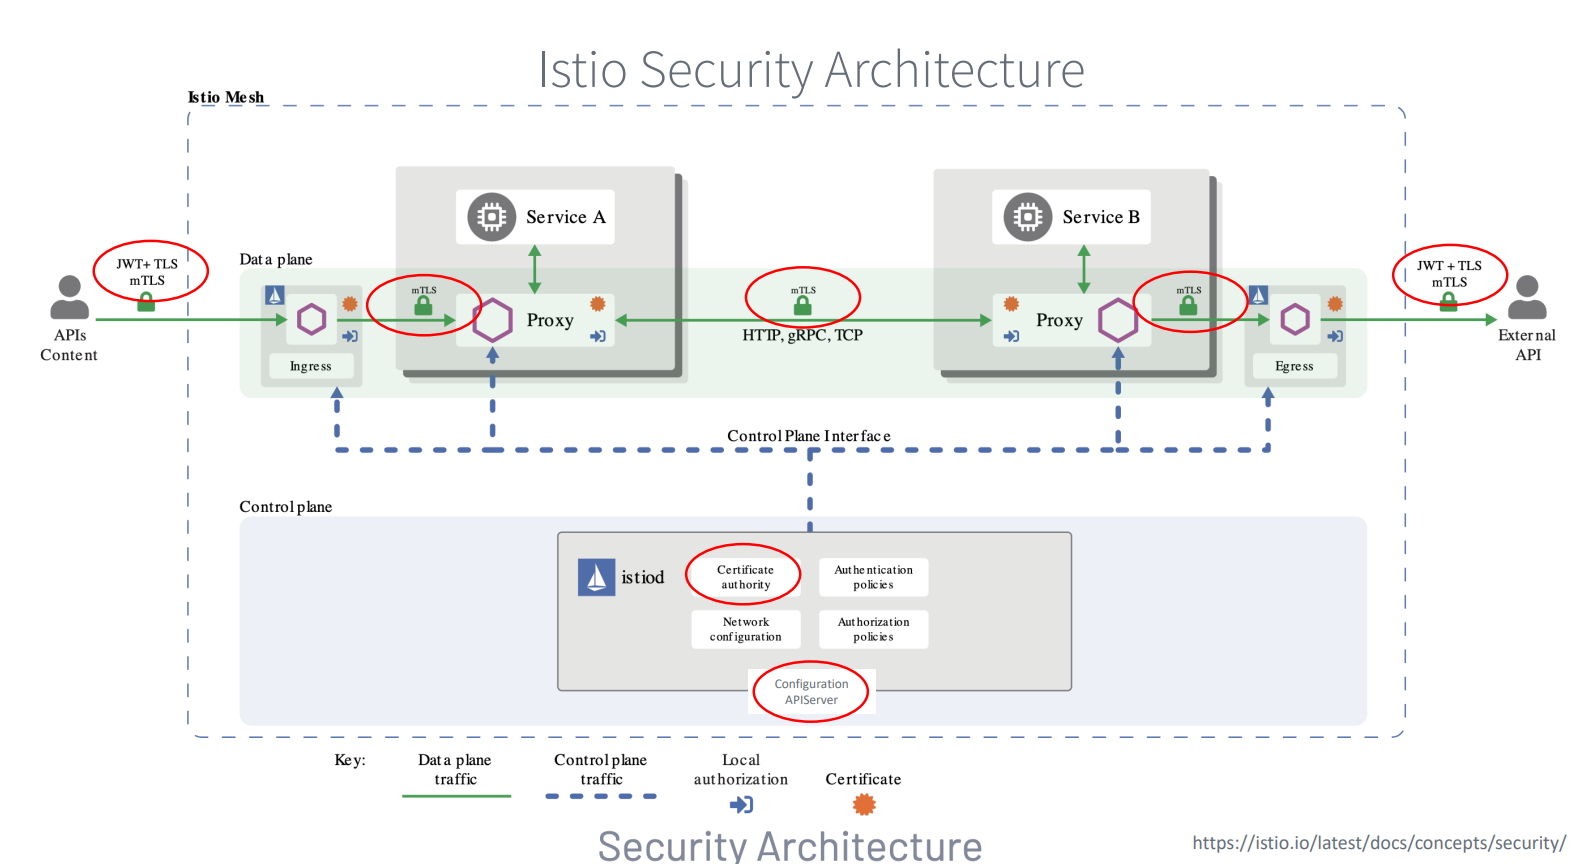 Istio Security Architecture
Istio Mesh
Service A
Service B
Data plane
JWT+ TLS
mTLS
JWT + TLS
mTLS
mTLS
mTLS
mTLS
Proxy
Proxy
HTTP, gRPC, TCP
APIs
Content
External
API
Ingress
Egress
Control Plane Interface
Control plane
istiod
Certificate
authority
Authentication
policies
Network
configuration
Authorization
policies
Configuration
APIServer
Key:
Data plane
traffic
Control plane
traffic
Local
authorization
Certificate
Security Architecture
https://istio.io/latest/docs/concepts/security/